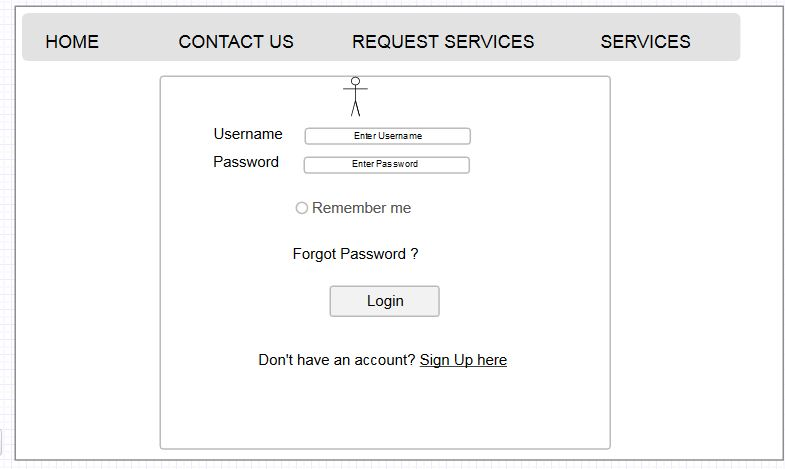 HOME CONTACT US REQUEST SERVICES SERVICES
Username Enter Username
Password Enter Password
Remember me
Forgot Password ?
Login
Don't have an account? Sign Up here